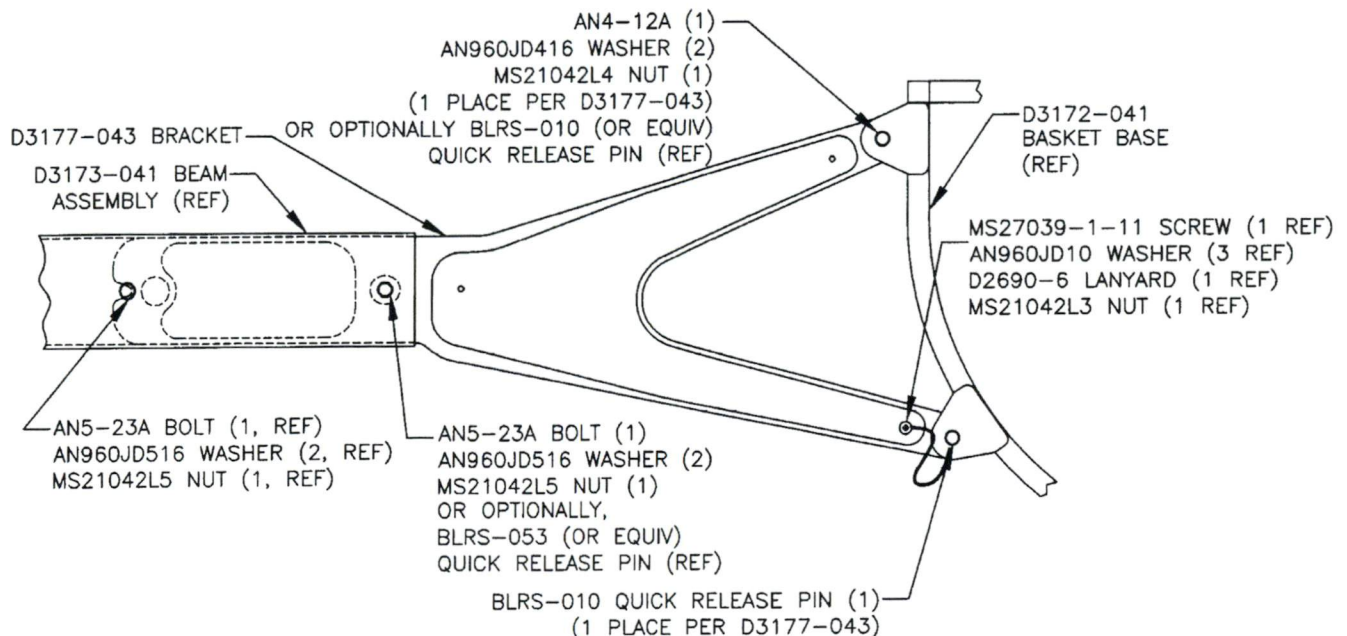 AN4-12A (1)
AN960JD416 WASHER (2)
MS21042L4 NUT (1)
(1 PLACE PER D3177-043)
OR OPTIONALLY BLRS-010 (OR EQUIV)
QUICK RELEASE PIN (REF)
D3177-043 BRACKET
D3173-041 BEAM
ASSEMBLY (REF)
D3172-041
BASKET BASE
(REF)
MS27039-1-11 SCREW (1 REF)
AN960JD10 WASHER (3 REF)
D2690-6 LANYARD (1 REF)
MS21042L3 NUT (1 REF)
AN5-23A BOLT (1, REF)
AN960JD516 WASHER (2, REF)
MS21042L5 NUT (1, REF)
AN5-23A BOLT (1)
AN960JD516 WASHER (2)
MS21042L5 NUT (1)
OR OPTIONALLY,
BLRS-053 (OR EQUIV)
QUICK RELEASE PIN (REF)
BLRS-010 QUICK RELEASE PIN (1)
(1 PLACE PER D3177-043)